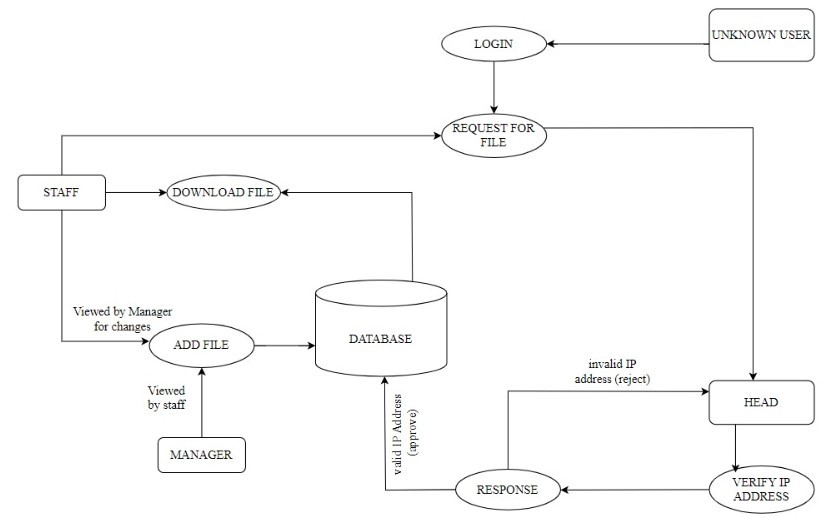 UNKNOWN USER
LOGIN
REQUEST FOR
FILE
STAFF
DOWNLOAD FILE
Viewed by Manager
for changes
ADD FILE
DATABASE
Viewed
by staff
MANAGER
valid IP Address
(approve)
invalid IP
address (reject)
HEAD
RESPONSE
VERIFY IP
ADDRESS